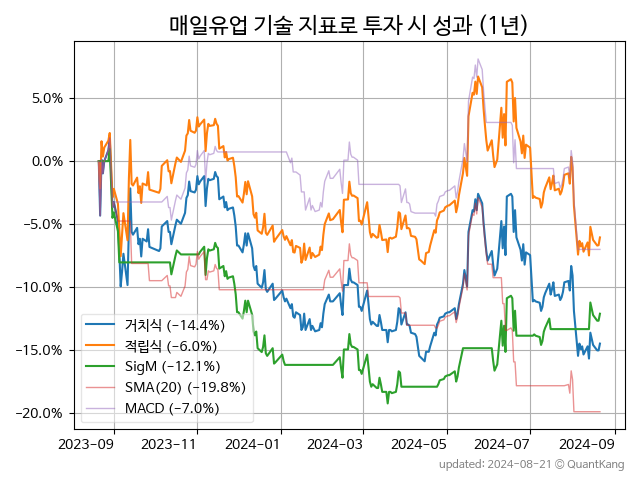 매일유업 기술 지표로 투자 시 성과 (1년)
5.0%
0.0%
−5.0%
−10.0%
−15.0%
−20.0%
거치식 (−14.4%)
적립식 (−6.0%)
SigM (−12.1%)
SMA(20) (−19.8%)
MACD (−7.0%)
2023-09
2023-11
2024-01
2024-03
2024-05
2024-07
2024-09
updated: 2024-08-21 © QuantKang